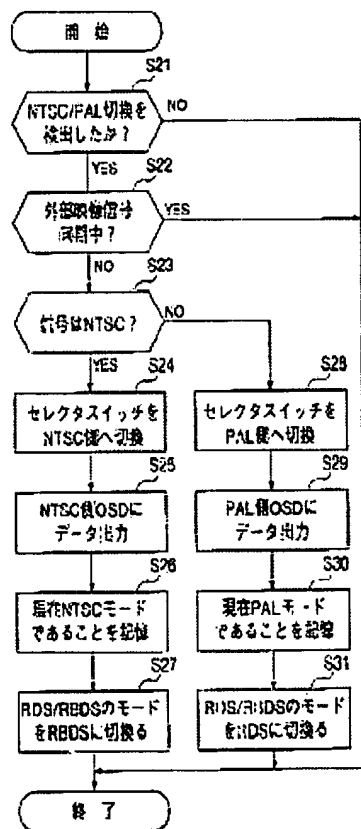 開始
S21
NTSC/PAL切換を
検出したか？
NO
YES
S22
外部映像信号
YES
NO
S23
信号はNTSC？
NO
YES
S24
セレクタスイッチを
NTSC側へ切換
S28
セレクタスイッチを
PAL側へ切換
S25
NTSC側OSDに
データ出力
S29
PAL側OSDに
データ出力
S26
現在NTSCモード
であることを記憶
S30
現在PALモード
であることを記憶
S27
RDS/RBDSのモード
をRBDSに切換る
S31
RDS/RBDSのモード
をRDSに切換る
終了